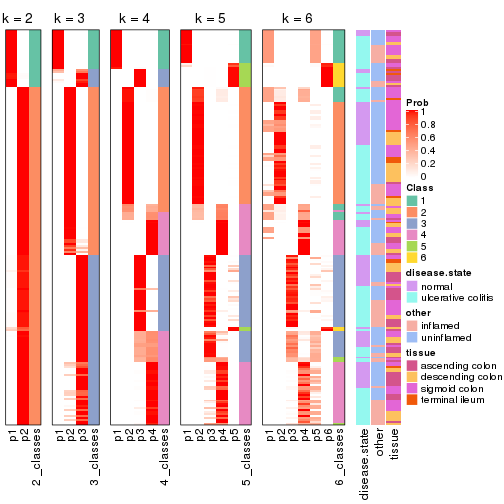 k = 2
k = 3
k = 4
k = 5
k = 6
p1
p2
2_classes
p1
p2
p3
3_classes
p1
p2
p3
p4
4_classes
p1
p2
p3
p4
p5
5_classes
p1
p2
p3
p4
p5
p6
6_classes
disease.state
other
tissue
Prob
1
0.8
0.6
0.4
0.2
0
Class
1
2
3
4
5
6
disease.state
normal
ulcerative colitis
other
inflamed
uninflamed
tissue
ascending colon
descending colon
sigmoid colon
terminal ileum